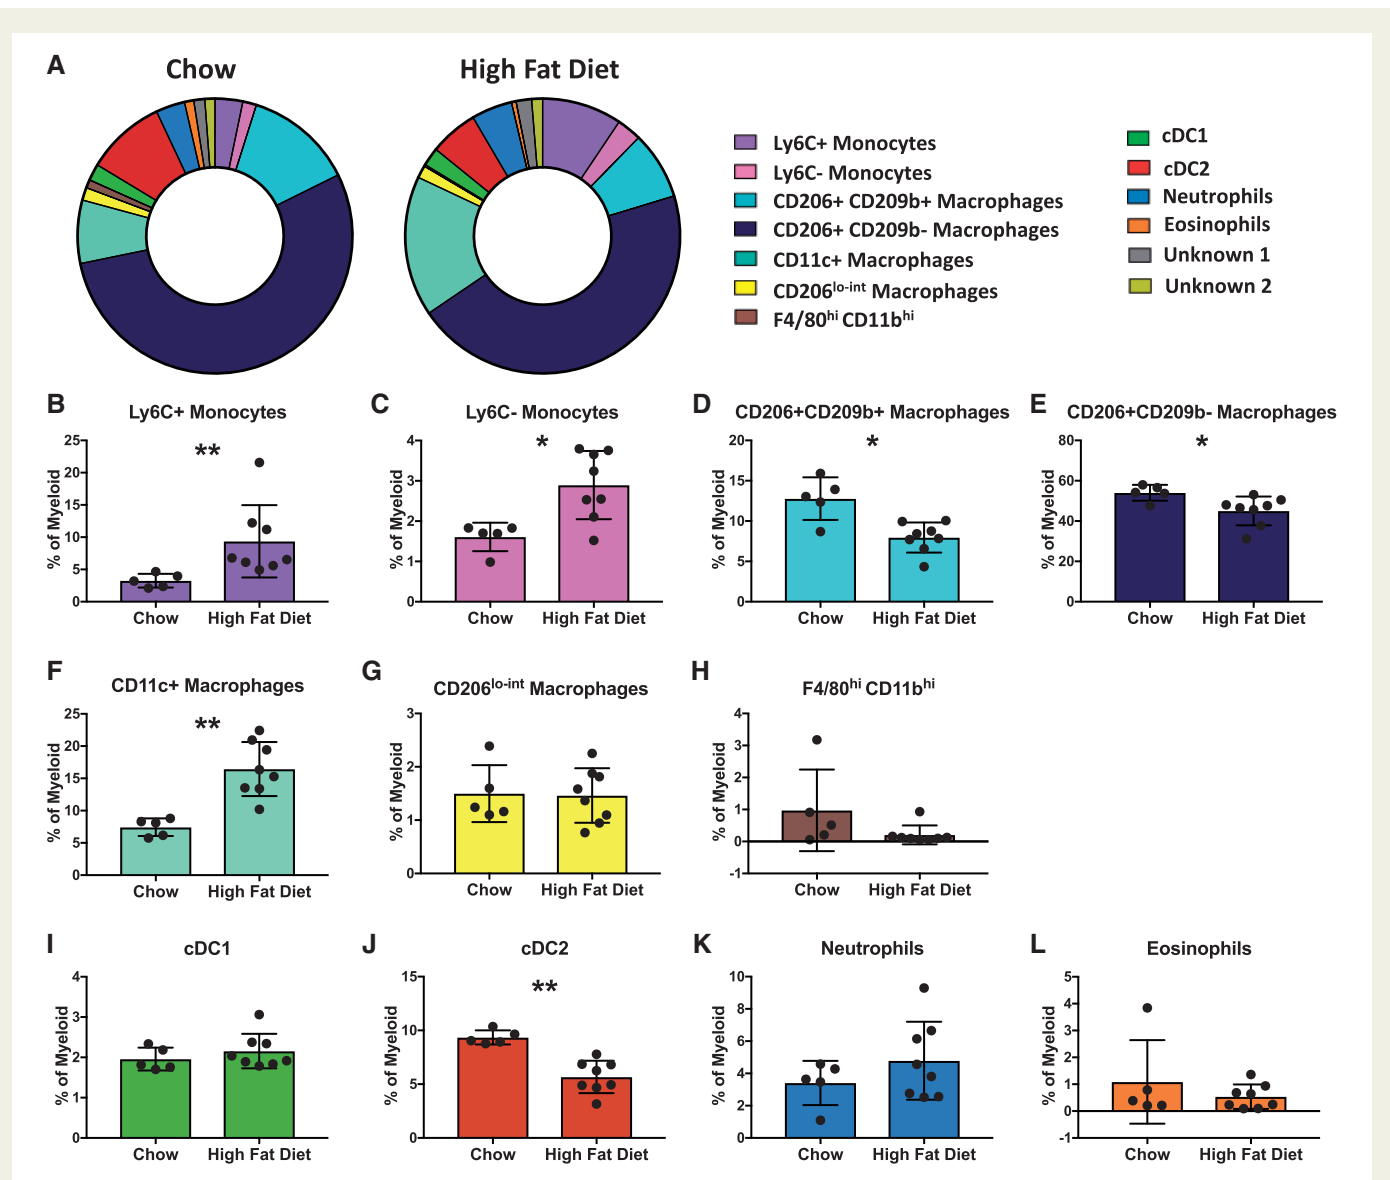 A
Chow
High Fat Diet
Ly6C+ Monocytes
Ly6C- Monocytes
CD206+ CD209b+ Macrophages
CD206+ CD209b- Macrophages
CD11c+ Macrophages
CD206lo-int Macrophages
F4/80hi CD11bhi
cDC1
cDC2
Neutrophils
Eosinophils
Unknown 1
Unknown 2
B
Ly6C+ Monocytes
% of Myeloid
25
20
15
10
5
0
**
Chow
High Fat Diet
C
Ly6C- Monocytes
% of Myeloid
4
3
2
1
0
*
Chow
High Fat Diet
D
CD206+CD209b+ Macrophages
% of Myeloid
20
15
10
5
0
*
Chow
High Fat Diet
E
CD206+CD209b- Macrophages
% of Myeloid
80
60
40
20
0
*
Chow
High Fat Diet
F
CD11c+ Macrophages
% of Myeloid
25
20
15
10
5
0
**
Chow
High Fat Diet
G
CD206lo-int Macrophages
% of Myeloid
3
2
1
0
Chow
High Fat Diet
H
F4/80hi CD11bhi
% of Myeloid
4
3
2
1
0
-1
Chow
High Fat Diet
I
cDC1
% of Myeloid
4
3
2
1
0
Chow
High Fat Diet
J
cDC2
% of Myeloid
15
10
5
0
**
Chow
High Fat Diet
K
Neutrophils
% of Myeloid
10
8
6
4
2
0
Chow
High Fat Diet
L
Eosinophils
% of Myeloid
5
4
3
2
1
0
-1
Chow
High Fat Diet